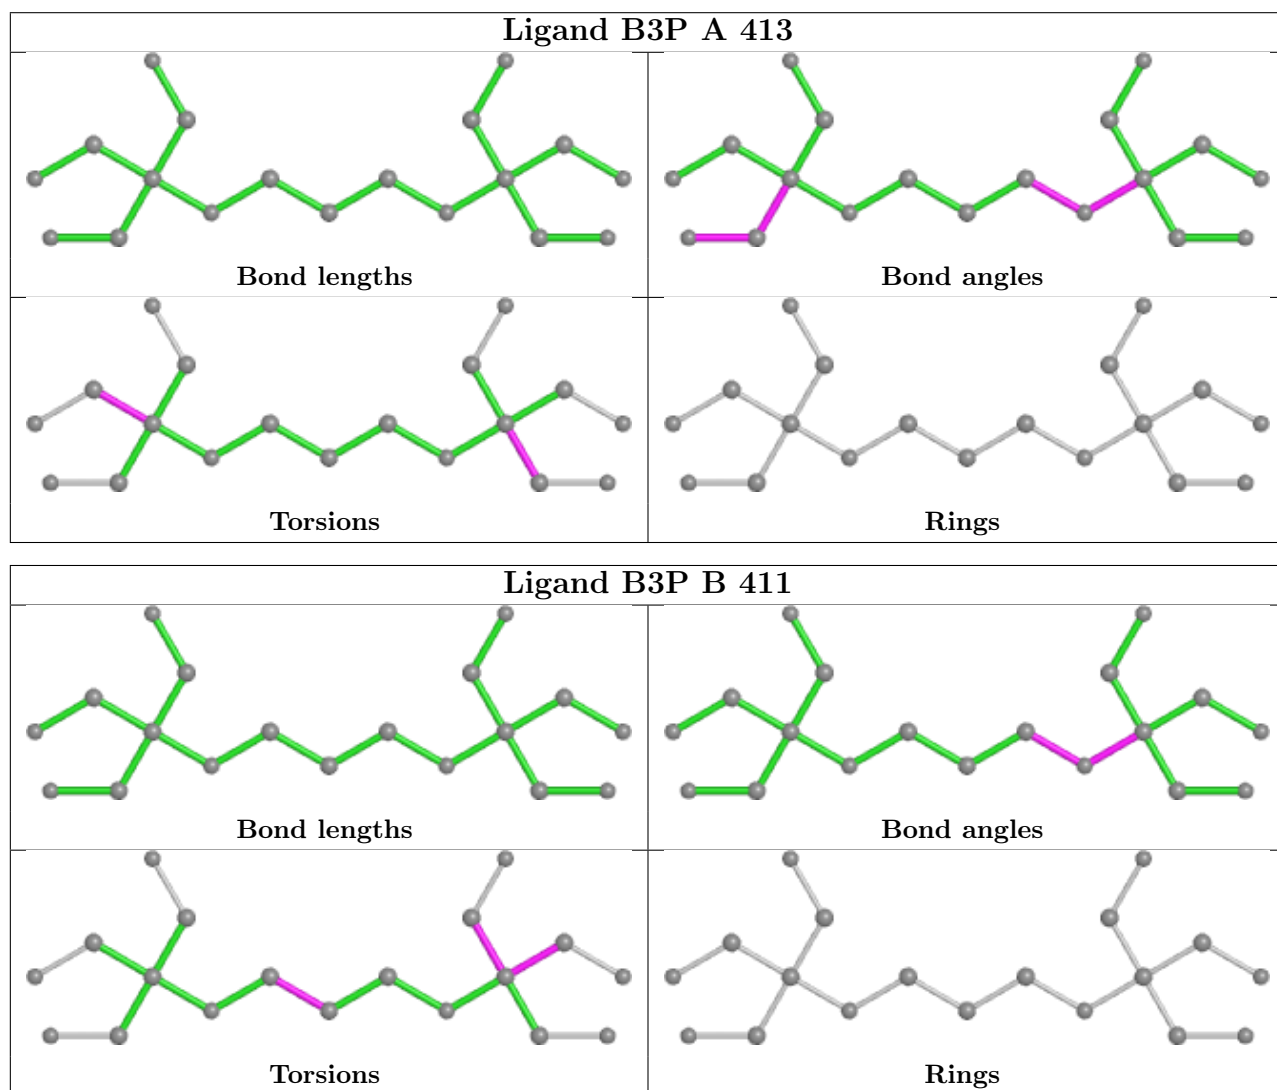 Ligand B3P A 413
Bond lengths
Bond angles
Torsions
Rings
Ligand B3P B 411
Bond lengths
Bond angles
Torsions
Rings